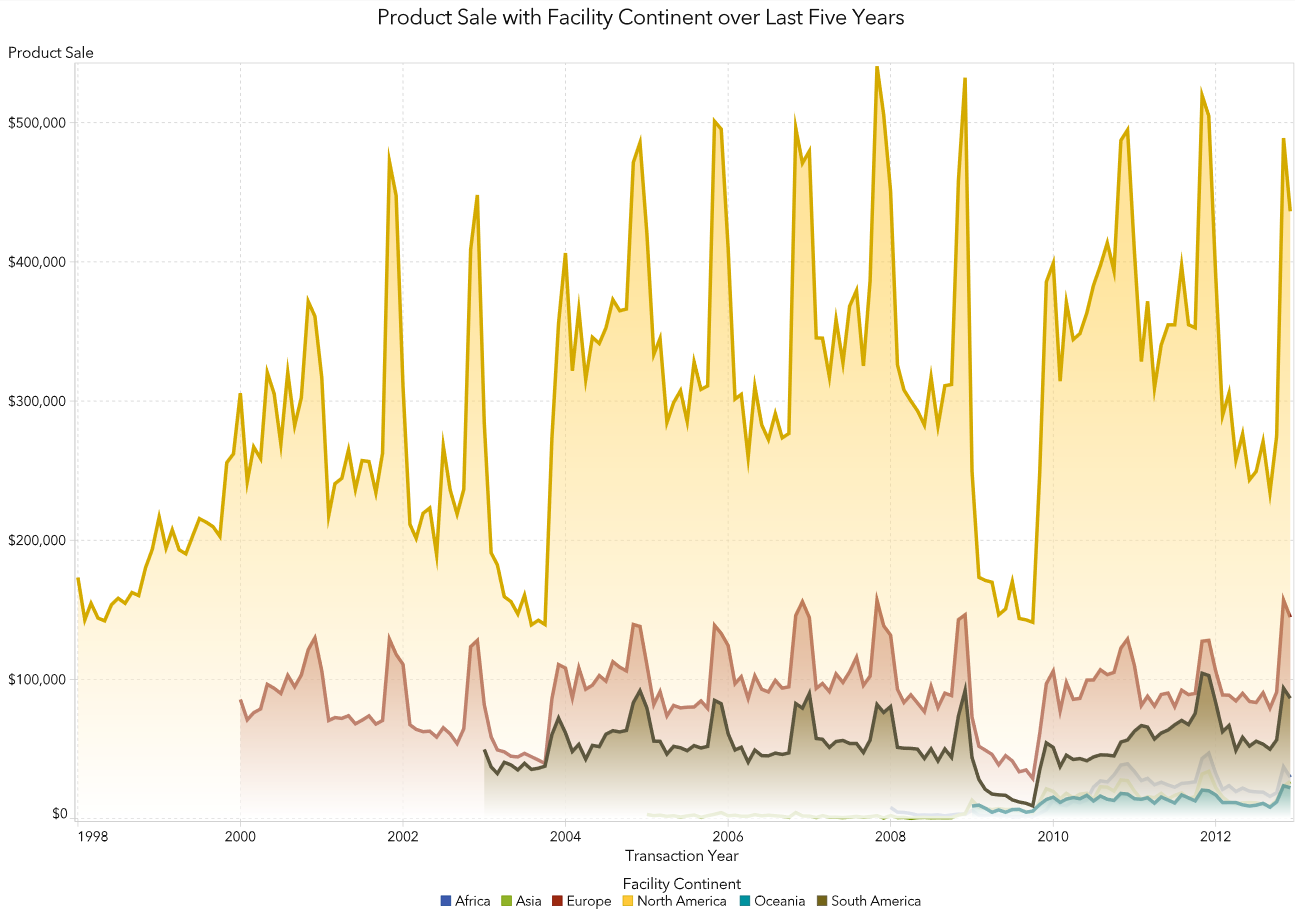 Product Sale with Facility Continent over Last Five Years
Product Sale
$500,000
$400,000
$300,000
$200,000
$100,000
$0
1998 2000 2002 2004 2006 2008 2010 2012
Transaction Year
Facility Continent
Africa Asia Europe North America Oceania South America